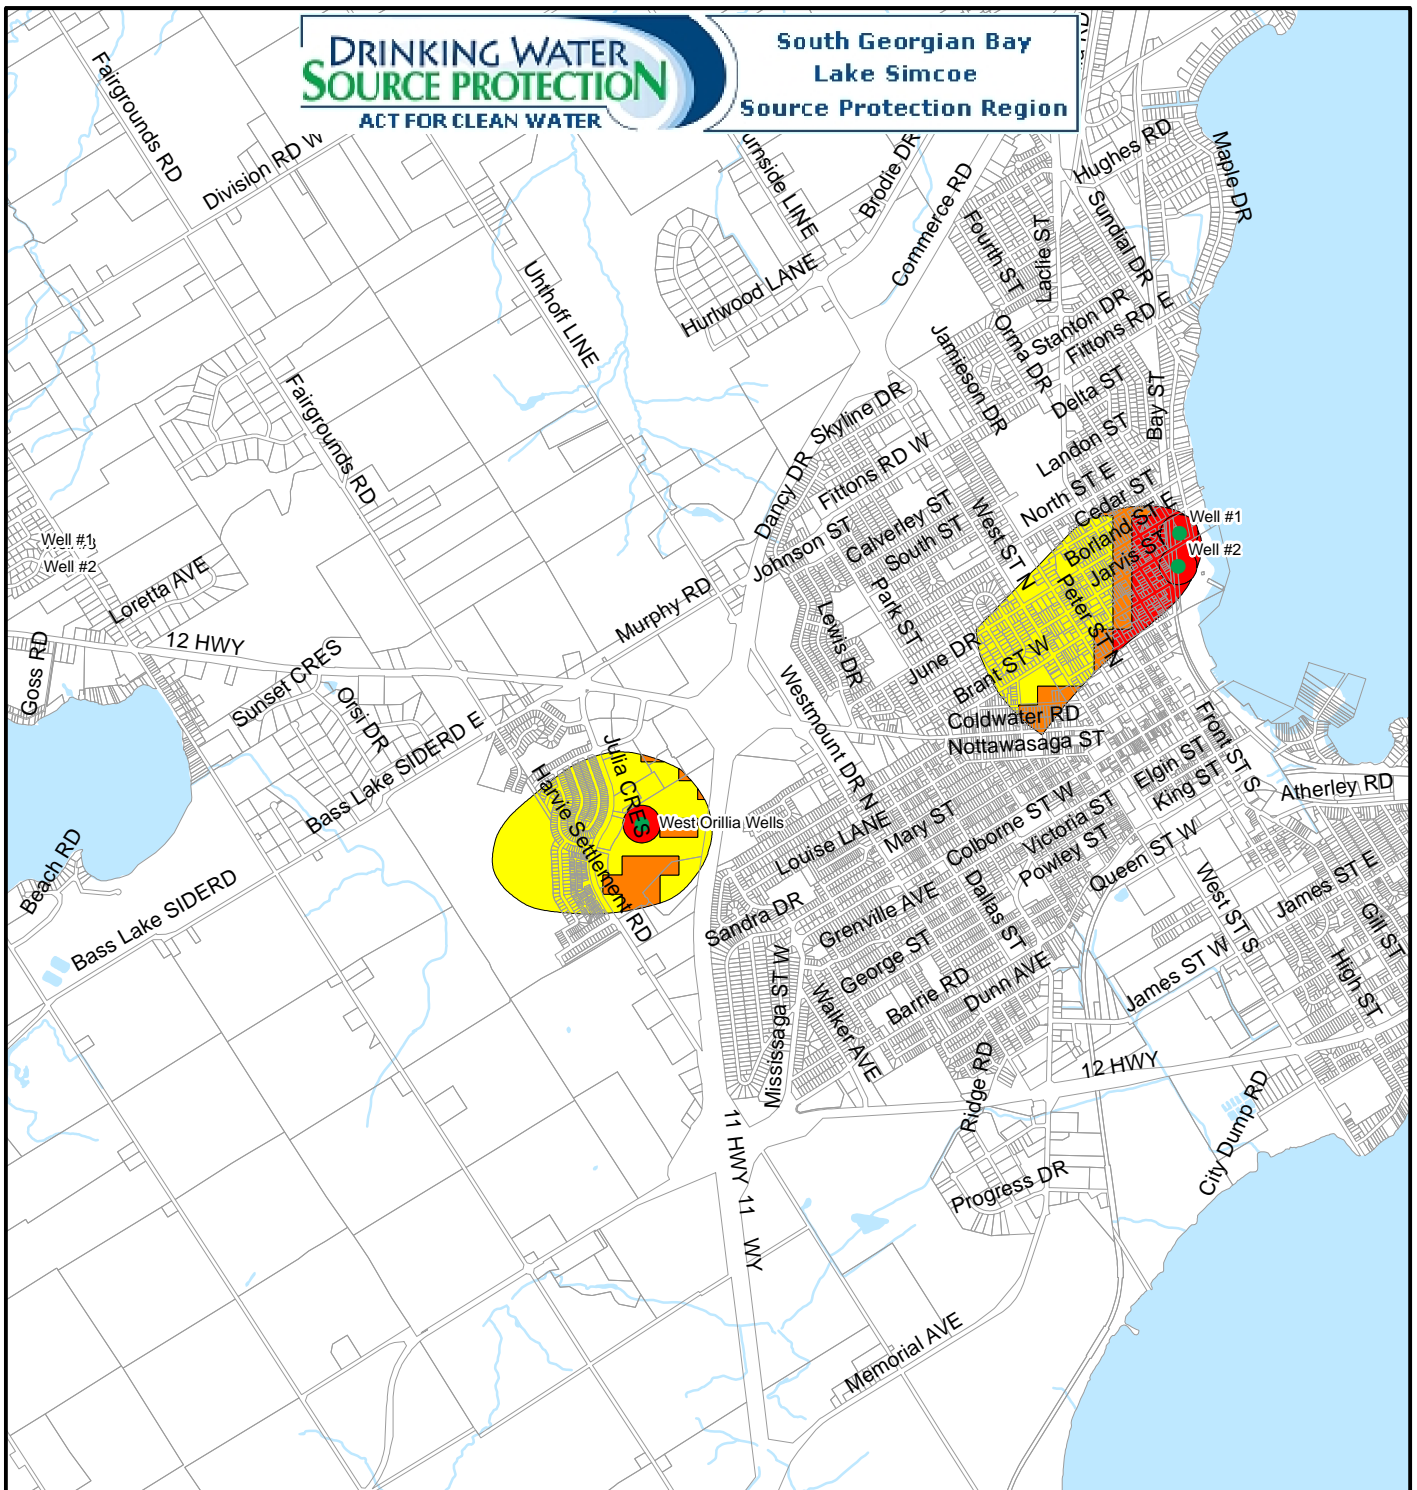 DRINKING WATER
SOURCE PROTECTION
ACT FOR CLEAN WATER
South Georgian Bay
Lake Simcoe
Source Protection Region
Fairgrounds RD
Division RD W
Brodie DR
Commerce RD
Hughes RD
Maple DR
Sundial DR
Fourth ST
Laclie ST
Hurlwood LANE
Uhthoff LINE
Stanton DR
Fittons RD E
Orma DR
Jamieson DR
Delta ST
Bay ST
Fairgrounds RD
Skyline DR
Landon ST
Fittons RD W
Dancy DR
North ST E
Cedar ST
Calverley ST
West ST N
Johnson ST
South ST
Borland ST E
Jarvis ST
Well #1
Well #2
Well #1
Well #2
Loretta AVE
Murphy RD
Park ST
Lewis DR
Peter ST N
12 HWY
Goss RD
Sunset CRES
Orsi DR
June DR
Brant ST W
Coldwater RD
Nottawasaga ST
Westmount DR N
Front ST S
Bass Lake SIDERD E
Julia CRES
Harvie Settlement RD
West Orillia Wells
Elgin ST
King ST
Atherley RD
Louise LANE
Mary ST
Colborne ST W
Victoria ST
Powley ST
Queen ST W
Beach RD
Bass Lake SIDERD
Sandra DR
Grenville AVE
Dallas ST
West ST S
James ST E
Gill ST
George ST
High ST
Mississaga ST W
Walker AVE
Barrie RD
Dunn AVE
James ST W
Ridge RD
12 HWY
City Dump RD
11 HWY
11 WY
Progress DR
Memorial AVE